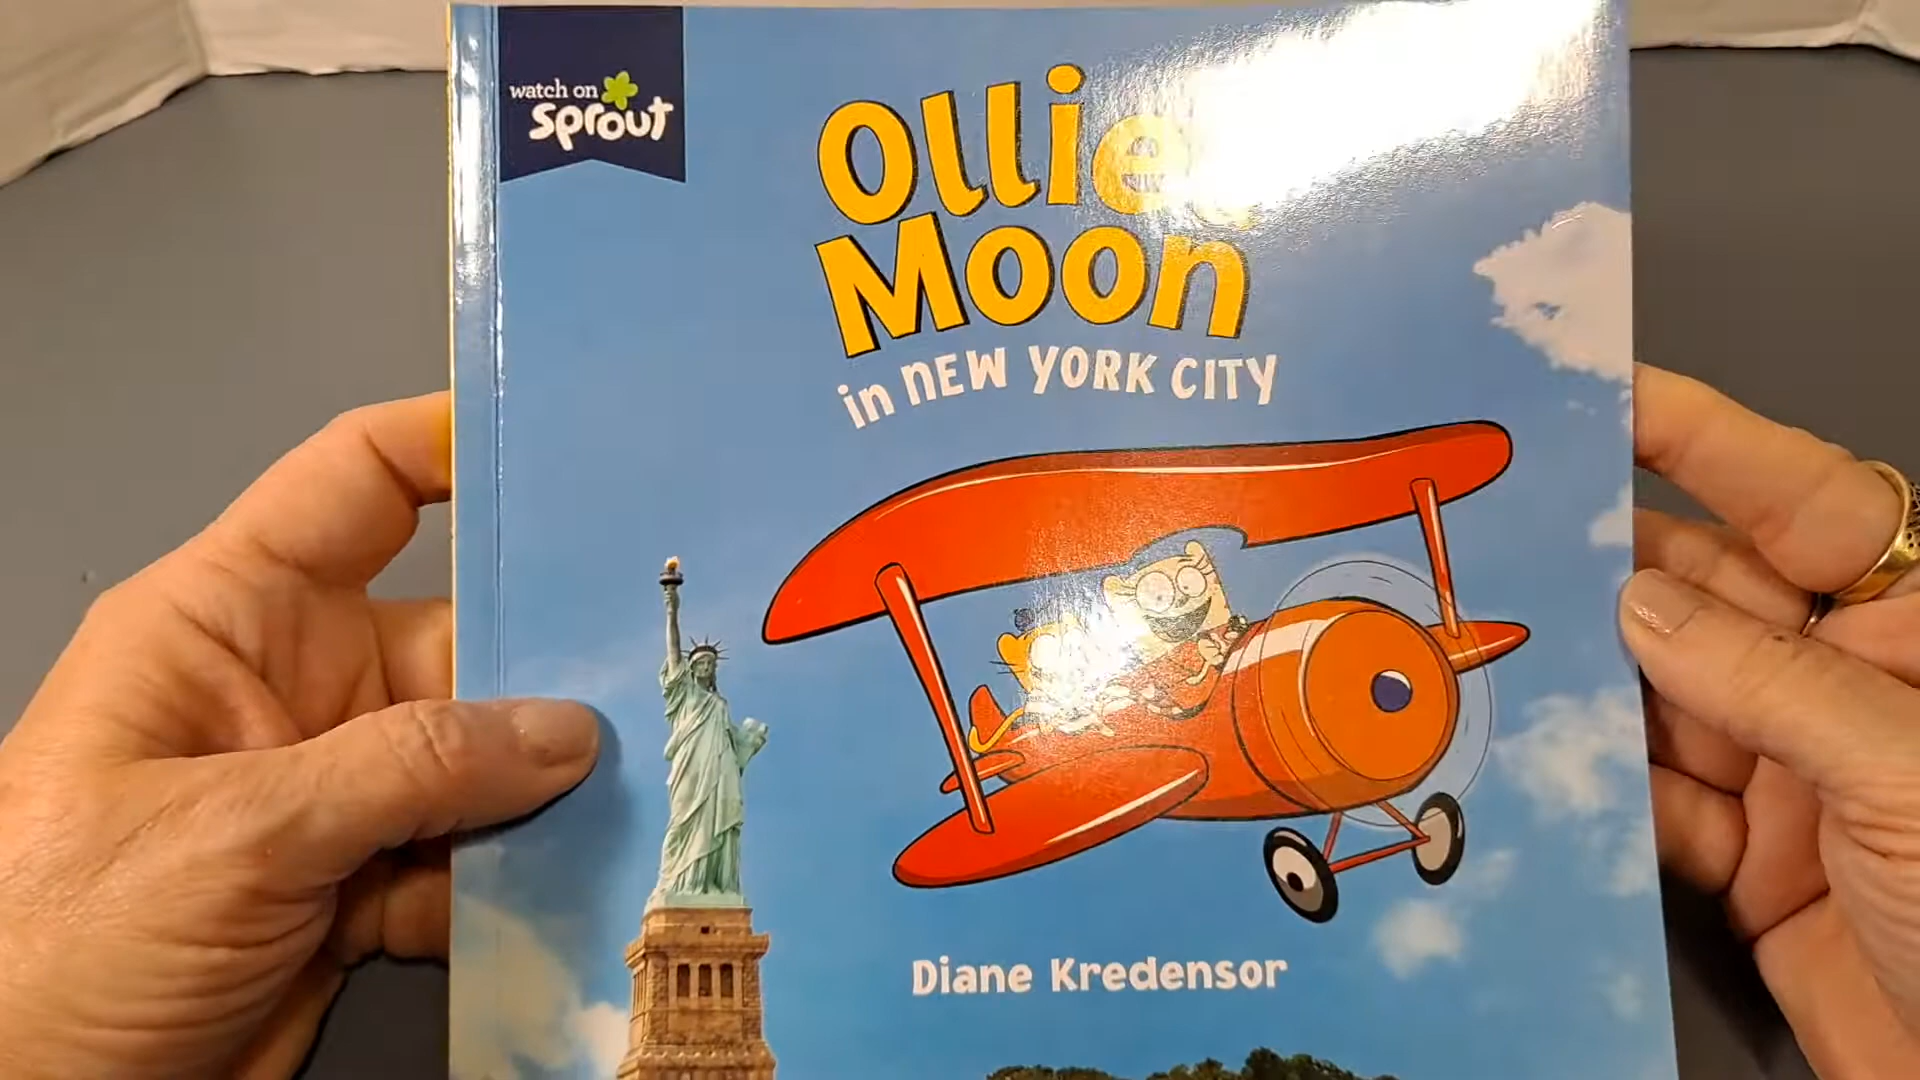 watch on
sprout
Ollie
Moon
in NEW YORK CITY
Diane Kredensor